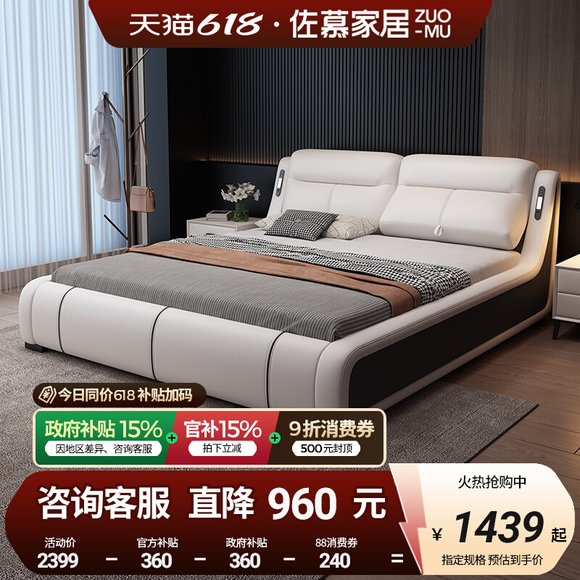 天猫618·佐慕家居 ZUO-MU
今日同价618补贴加码
政府补贴15% + 官补15% + 9折消费券
因地区差异、咨询客服 拍下立减 500元封顶
咨询客服 直降 960 元
火热抢购中
¥ 1439 起
活动价 官方补贴 政府补贴 88消费券
2399 - 360 - 360 - 240 =
指定规格 预估到手价